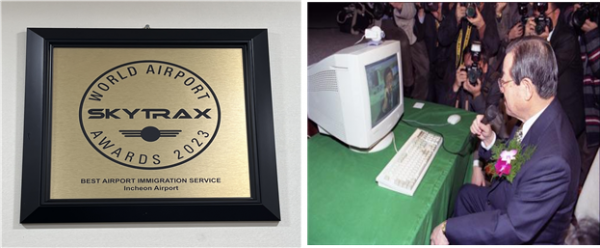 WORLD AIRPORT
SKYTRAX
AWARDS 2023
BEST AIRPORT IMMIGRATION SERVICE
Incheon Airport